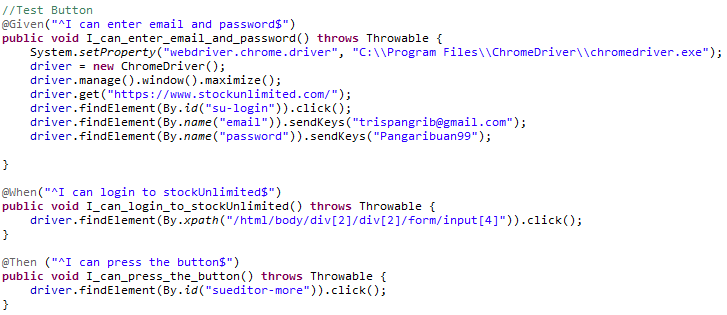 //Test Button
@Given("^I can enter email and password$")
public void I_can_enter_email_and_password() throws Throwable {
    System.setProperty("webdriver.chrome.driver", "C:\\Program Files\\ChromeDriver\\chromedriver.exe");
    driver = new ChromeDriver();
    driver.manage().window().maximize();
    driver.get("https://www.stockunlimited.com/");
    driver.findElement(By.id("su-login")).click();
    driver.findElement(By.name("email")).sendKeys("trispangrib@gmail.com");
    driver.findElement(By.name("password")).sendKeys("Pangaribuan99");
}
@When("^I can login to stockUnlimited$")
public void I_can_login_to_stockUnlimited() throws Throwable {
    driver.findElement(By.xpath("/html/body/div[2]/div[2]/form/input[4]")).click();
}
@Then ("^I can press the button$")
public void I_can_press_the_button() throws Throwable {
    driver.findElement(By.id("sueditor-more")).click();
}